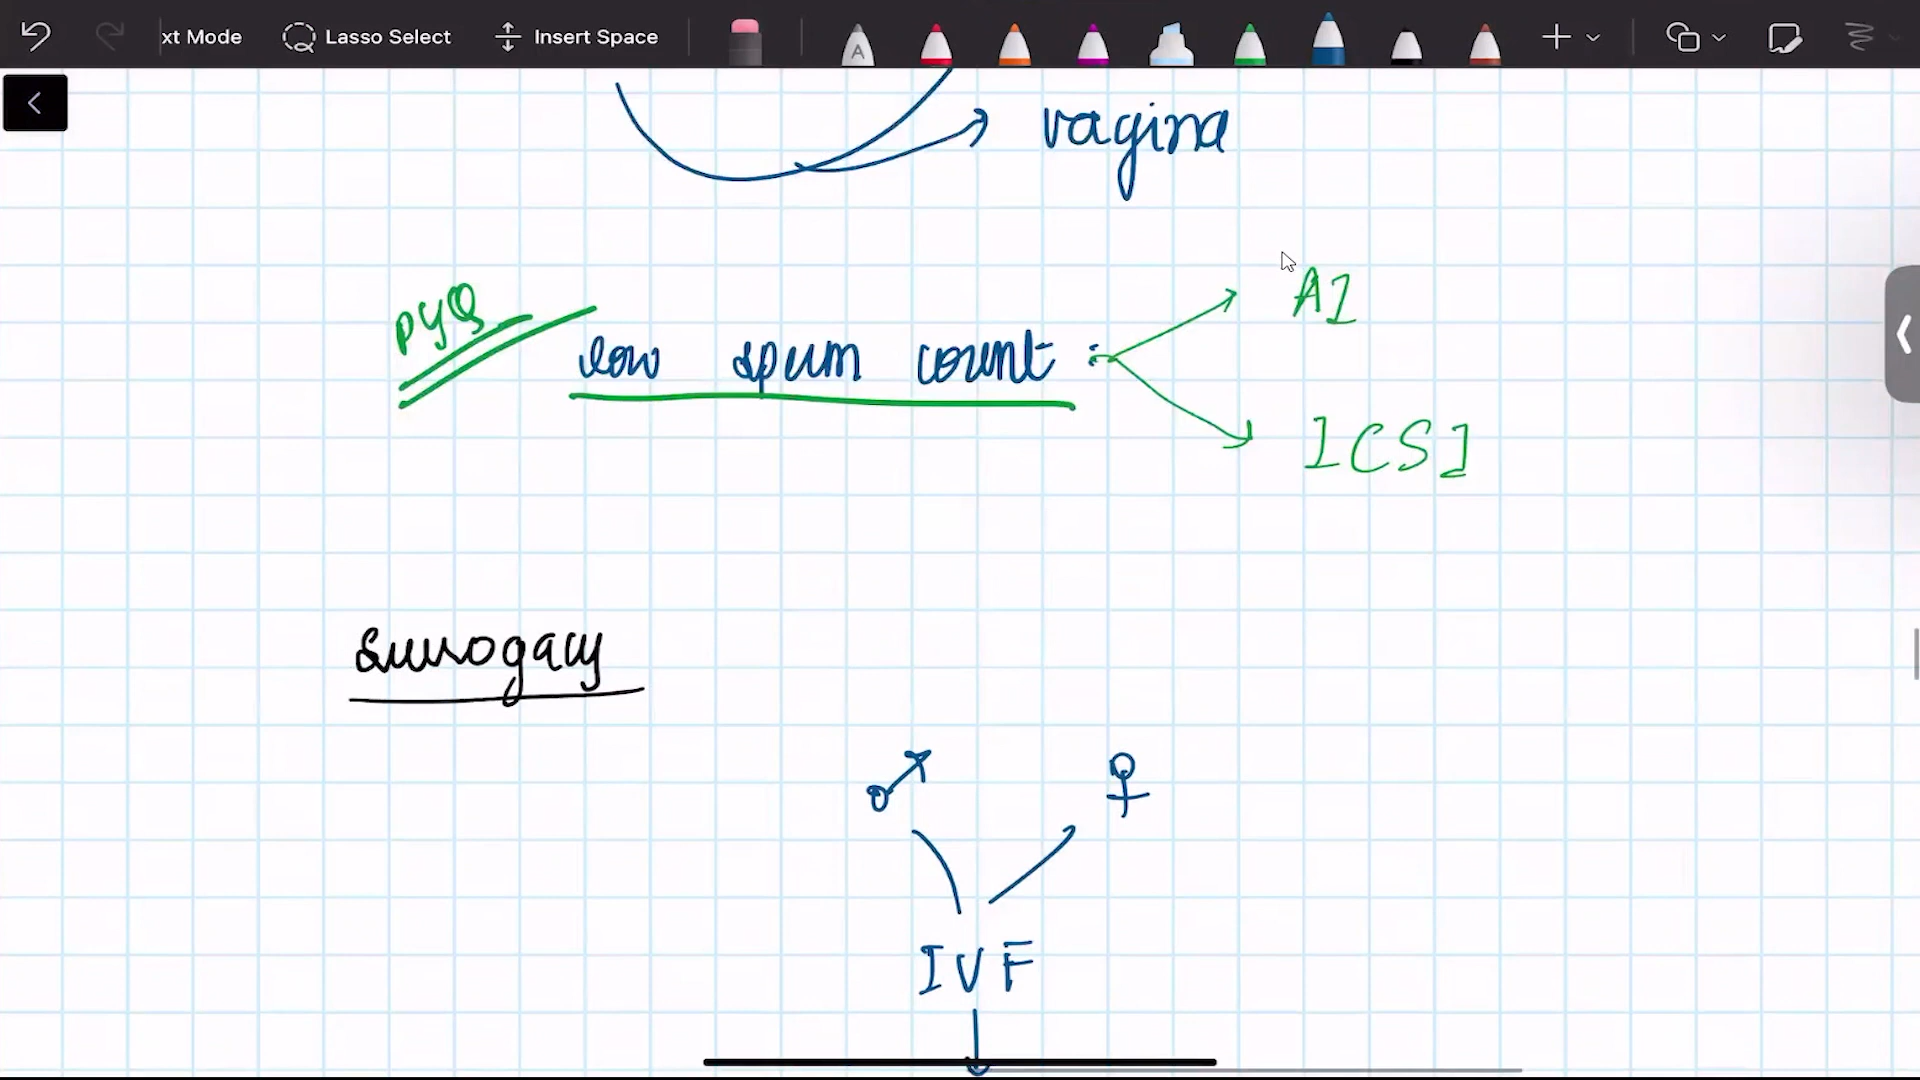 xt Mode Lasso Select Insert Space
A
vagina
PYQ
low sperm count : AI
ICSI
Surrogacy
IVF